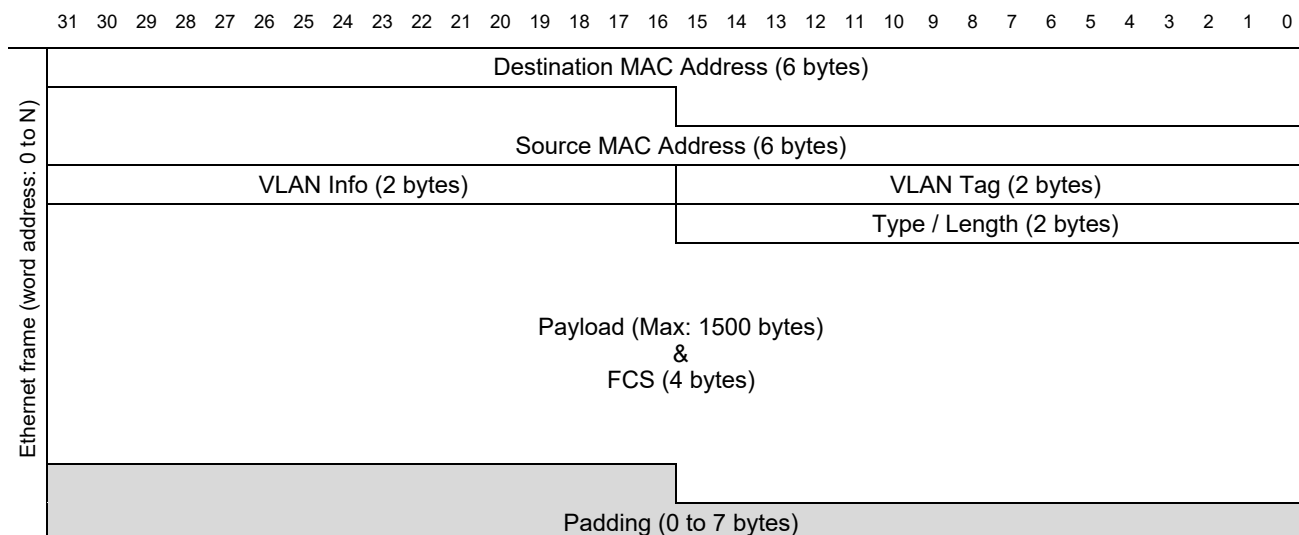 31 30 29 28 27 26 25 24 23 22 21 20 19 18 17 16 15 14 13 12 11 10 9 8 7 6 5 4 3 2 1 0
Ethernet frame (word address: 0 to N)
Destination MAC Address (6 bytes)
Source MAC Address (6 bytes)
VLAN Info (2 bytes) VLAN Tag (2 bytes)
Type / Length (2 bytes)
Payload (Max: 1500 bytes)
&
FCS (4 bytes)
Padding (0 to 7 bytes)